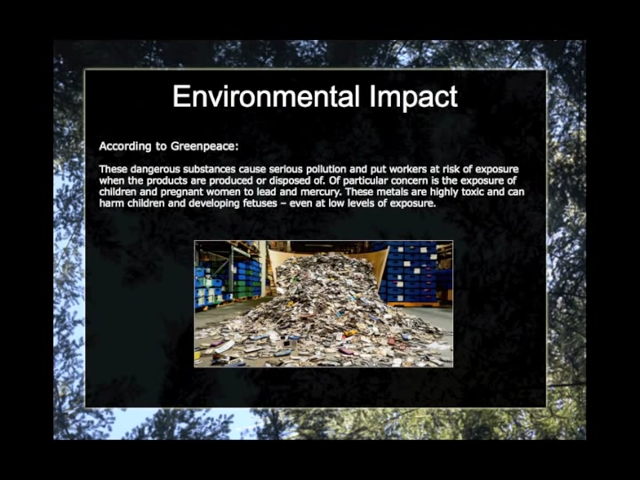 Environmental Impact
According to Greenpeace:
These dangerous substances cause serious pollution and put workers at risk of exposure
when the products are produced or disposed of. Of particular concern is the exposure of
children and pregnant women to lead and mercury. These metals are highly toxic and can
harm children and developing fetuses – even at low levels of exposure.